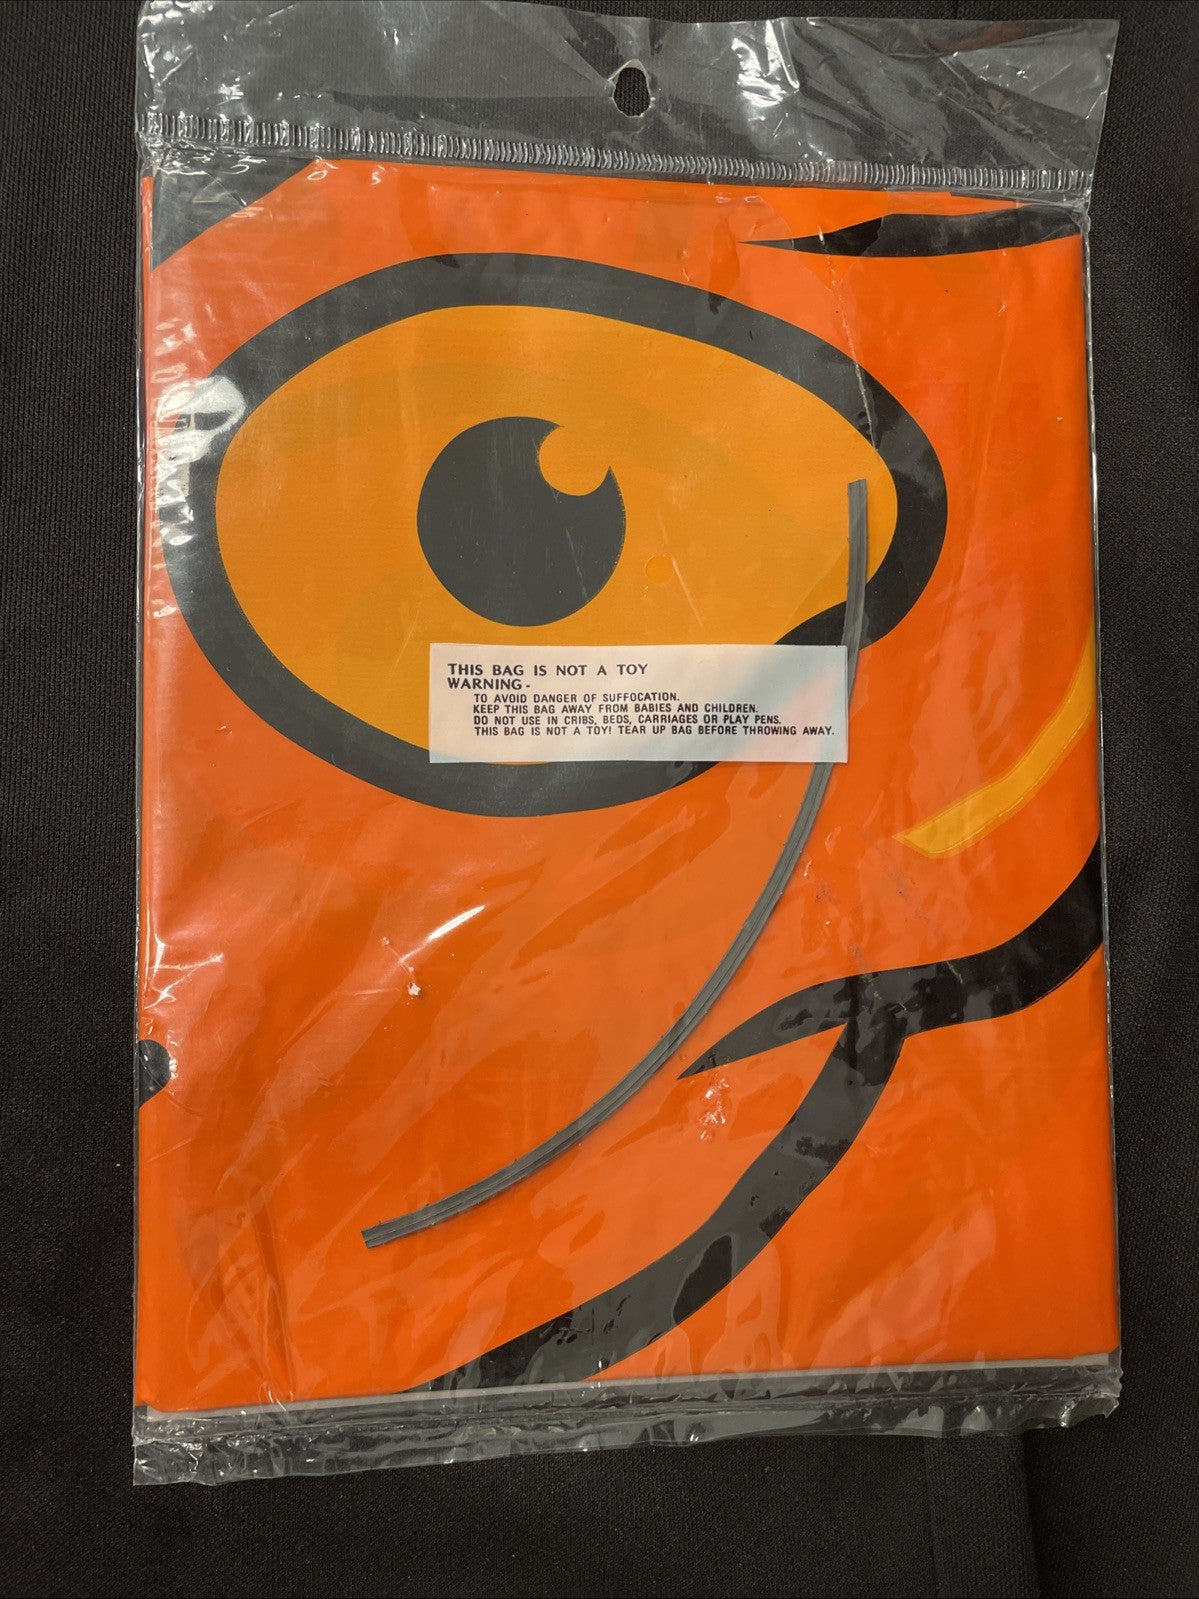 THIS BAG IS NOT A TOY
WARNING-
TO AVOID DANGER OF SUFFOCATION.
KEEP THIS BAG AWAY FROM BABIES AND CHILDREN.
DO NOT USE IN CRIBS, BEDS, CARRIAGES OR PLAY PENS.
THIS BAG IS NOT A TOY! TEAR UP BAG BEFORE THROWING AWAY.